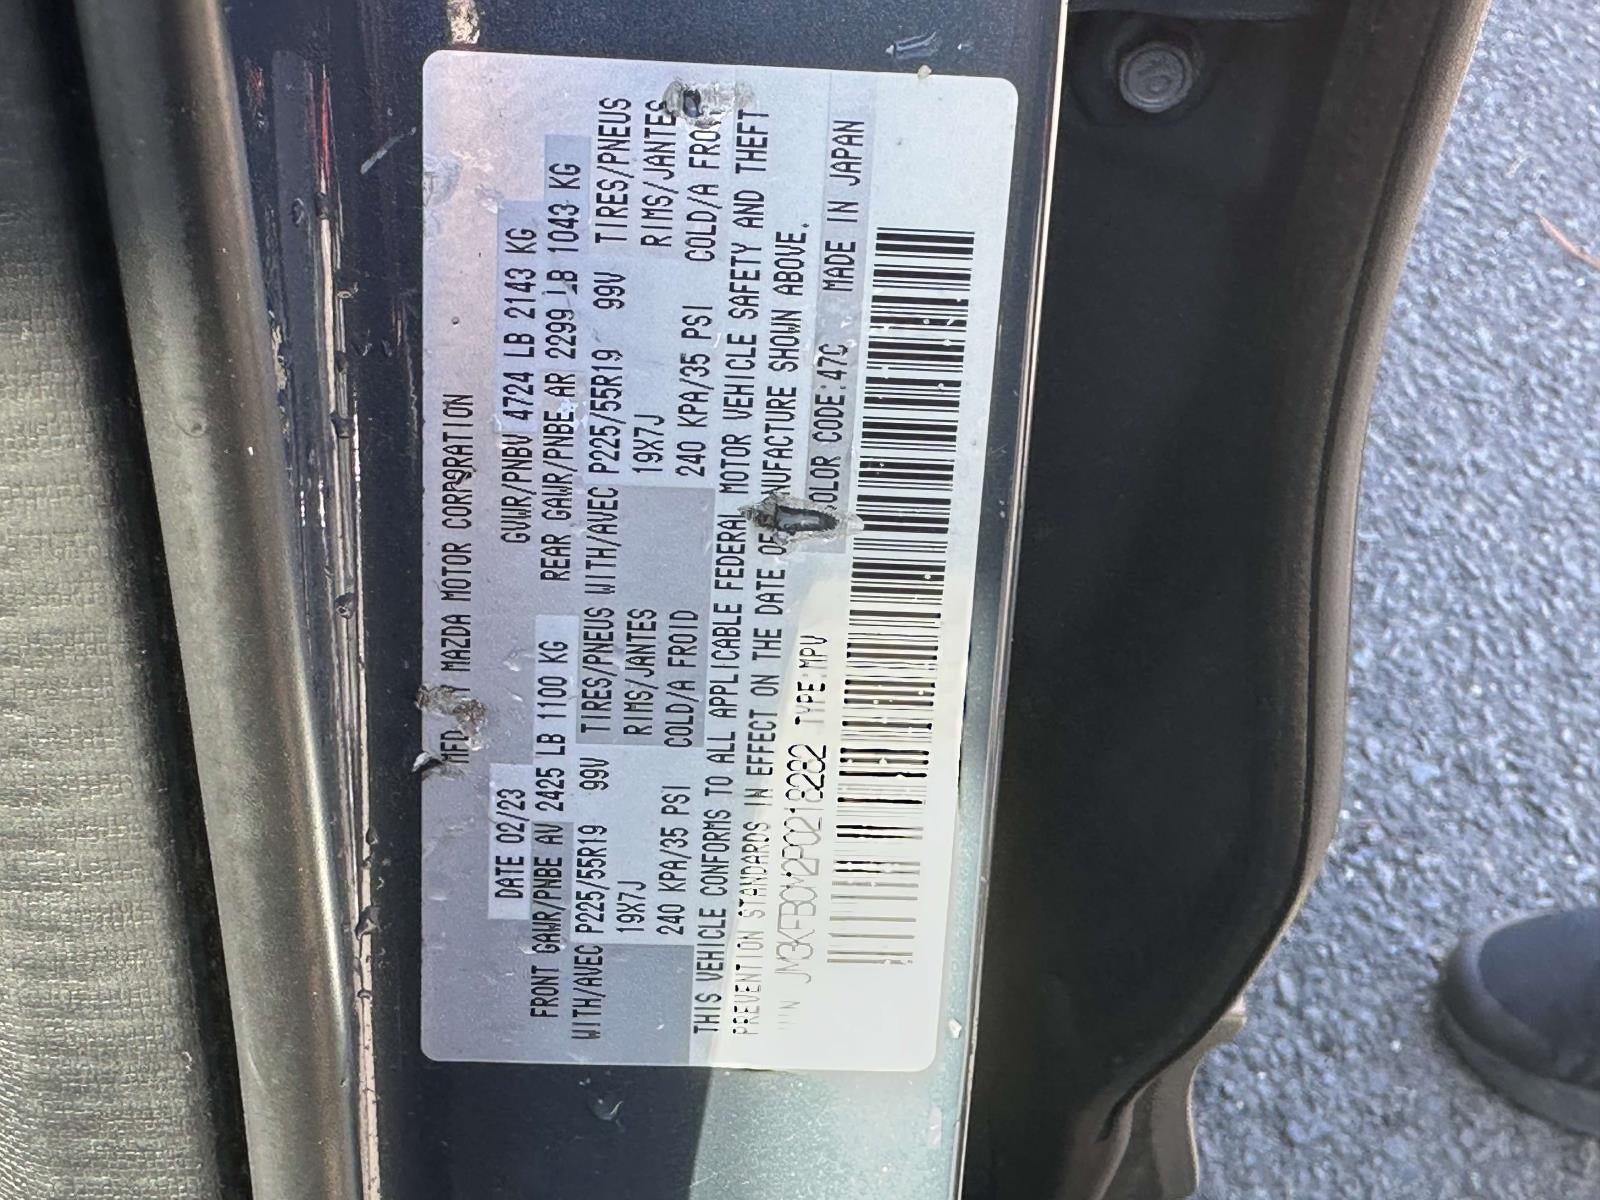 MFD BY MAZDA MOTOR CORPORATION
DATE 02/23 GVWR/PNBV 4724 LB 2143 KG
FRONT GAWR/PNBE AV 2425 LB 1100 KG REAR GAWR/PNBE AR 2299 LB 1043 KG
WITH/AVEC P225/55R19 99V TIRES/PNEUS WITH/AVEC P225/55R19 99V TIRES/PNEUS
19X7J RIMS/JANTES 19X7J RIMS/JANTES
240 KPA/35 PSI COLD/A FROID 240 KPA/35 PSI COLD/A
THIS VEHICLE CONFORMS TO ALL APPLICABLE FEDERAL MOTOR VEHICLE SAFETY AND THEFT
PREVENTION STANDARDS IN EFFECT ON THE DATE OF MANUFACTURE SHOWN ABOVE.
VIN JM3KFBCM2P0218282 TYPE:MPV COLOR CODE:47C MADE IN JAPAN